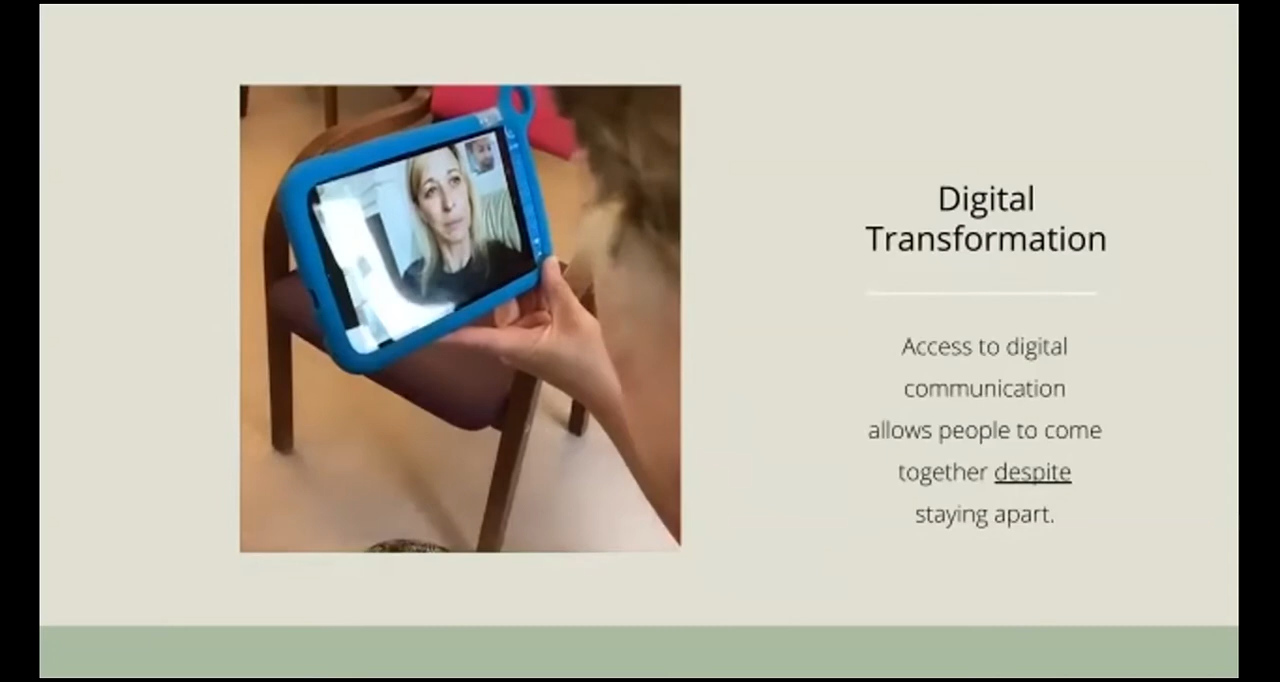 Digital
Transformation
Access to digital
communication
allows people to come
together despite
staying apart.